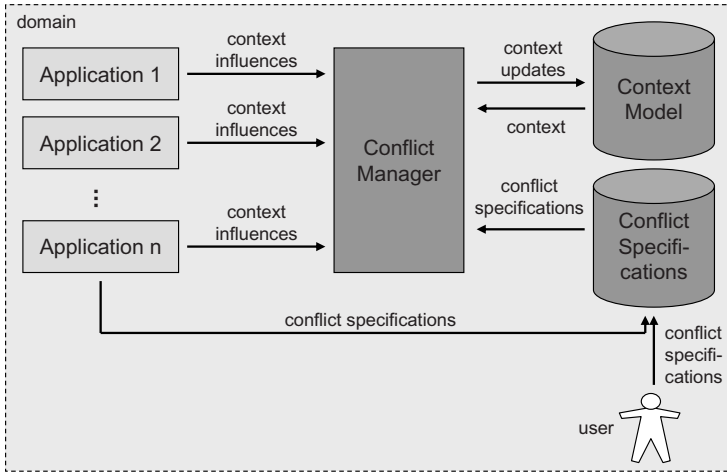 domain
Application 1
context
influences
Application 2
context
influences
⋮
Application n
context
influences
Conflict
Manager
context
updates
context
Context
Model
conflict
specifications
Conflict
Specifi-
cations
conflict specifications
conflict
specifi-
cations
user